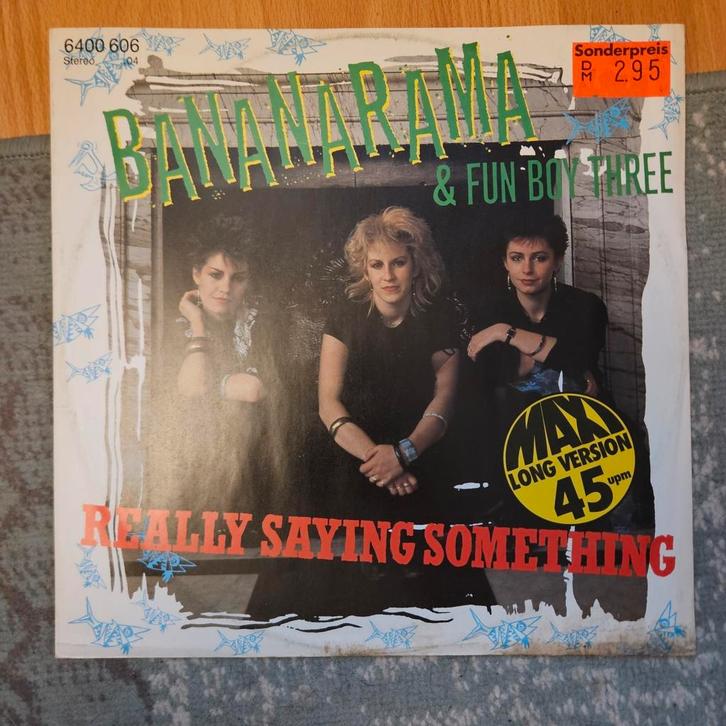 6400 606
Stereo 04
Sonderpreis
DM 2.95
BANANARAMA
& FUN BOY THREE
MAXI
LONG VERSION
45 upm
REALLY SAYING SOMETHING